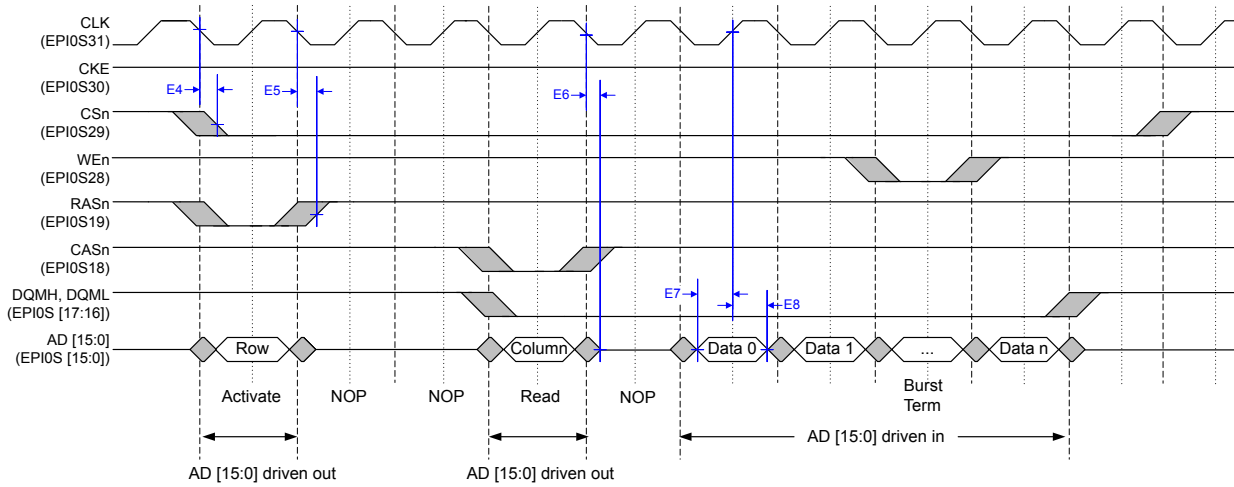 CLK
(EPI0S31)
CKE
(EPI0S30)
E4
E5
E6
CSn
(EPI0S29)
WEn
(EPI0S28)
RASn
(EPI0S19)
CASn
(EPI0S18)
DQMH, DQML
(EPI0S [17:16])
E7
E8
AD [15:0]
(EPI0S [15:0])
Row
Column
Data 0
Data 1
...
Data n
Activate
NOP
NOP
Read
NOP
Burst
Term
AD [15:0] driven in
AD [15:0] driven out
AD [15:0] driven out